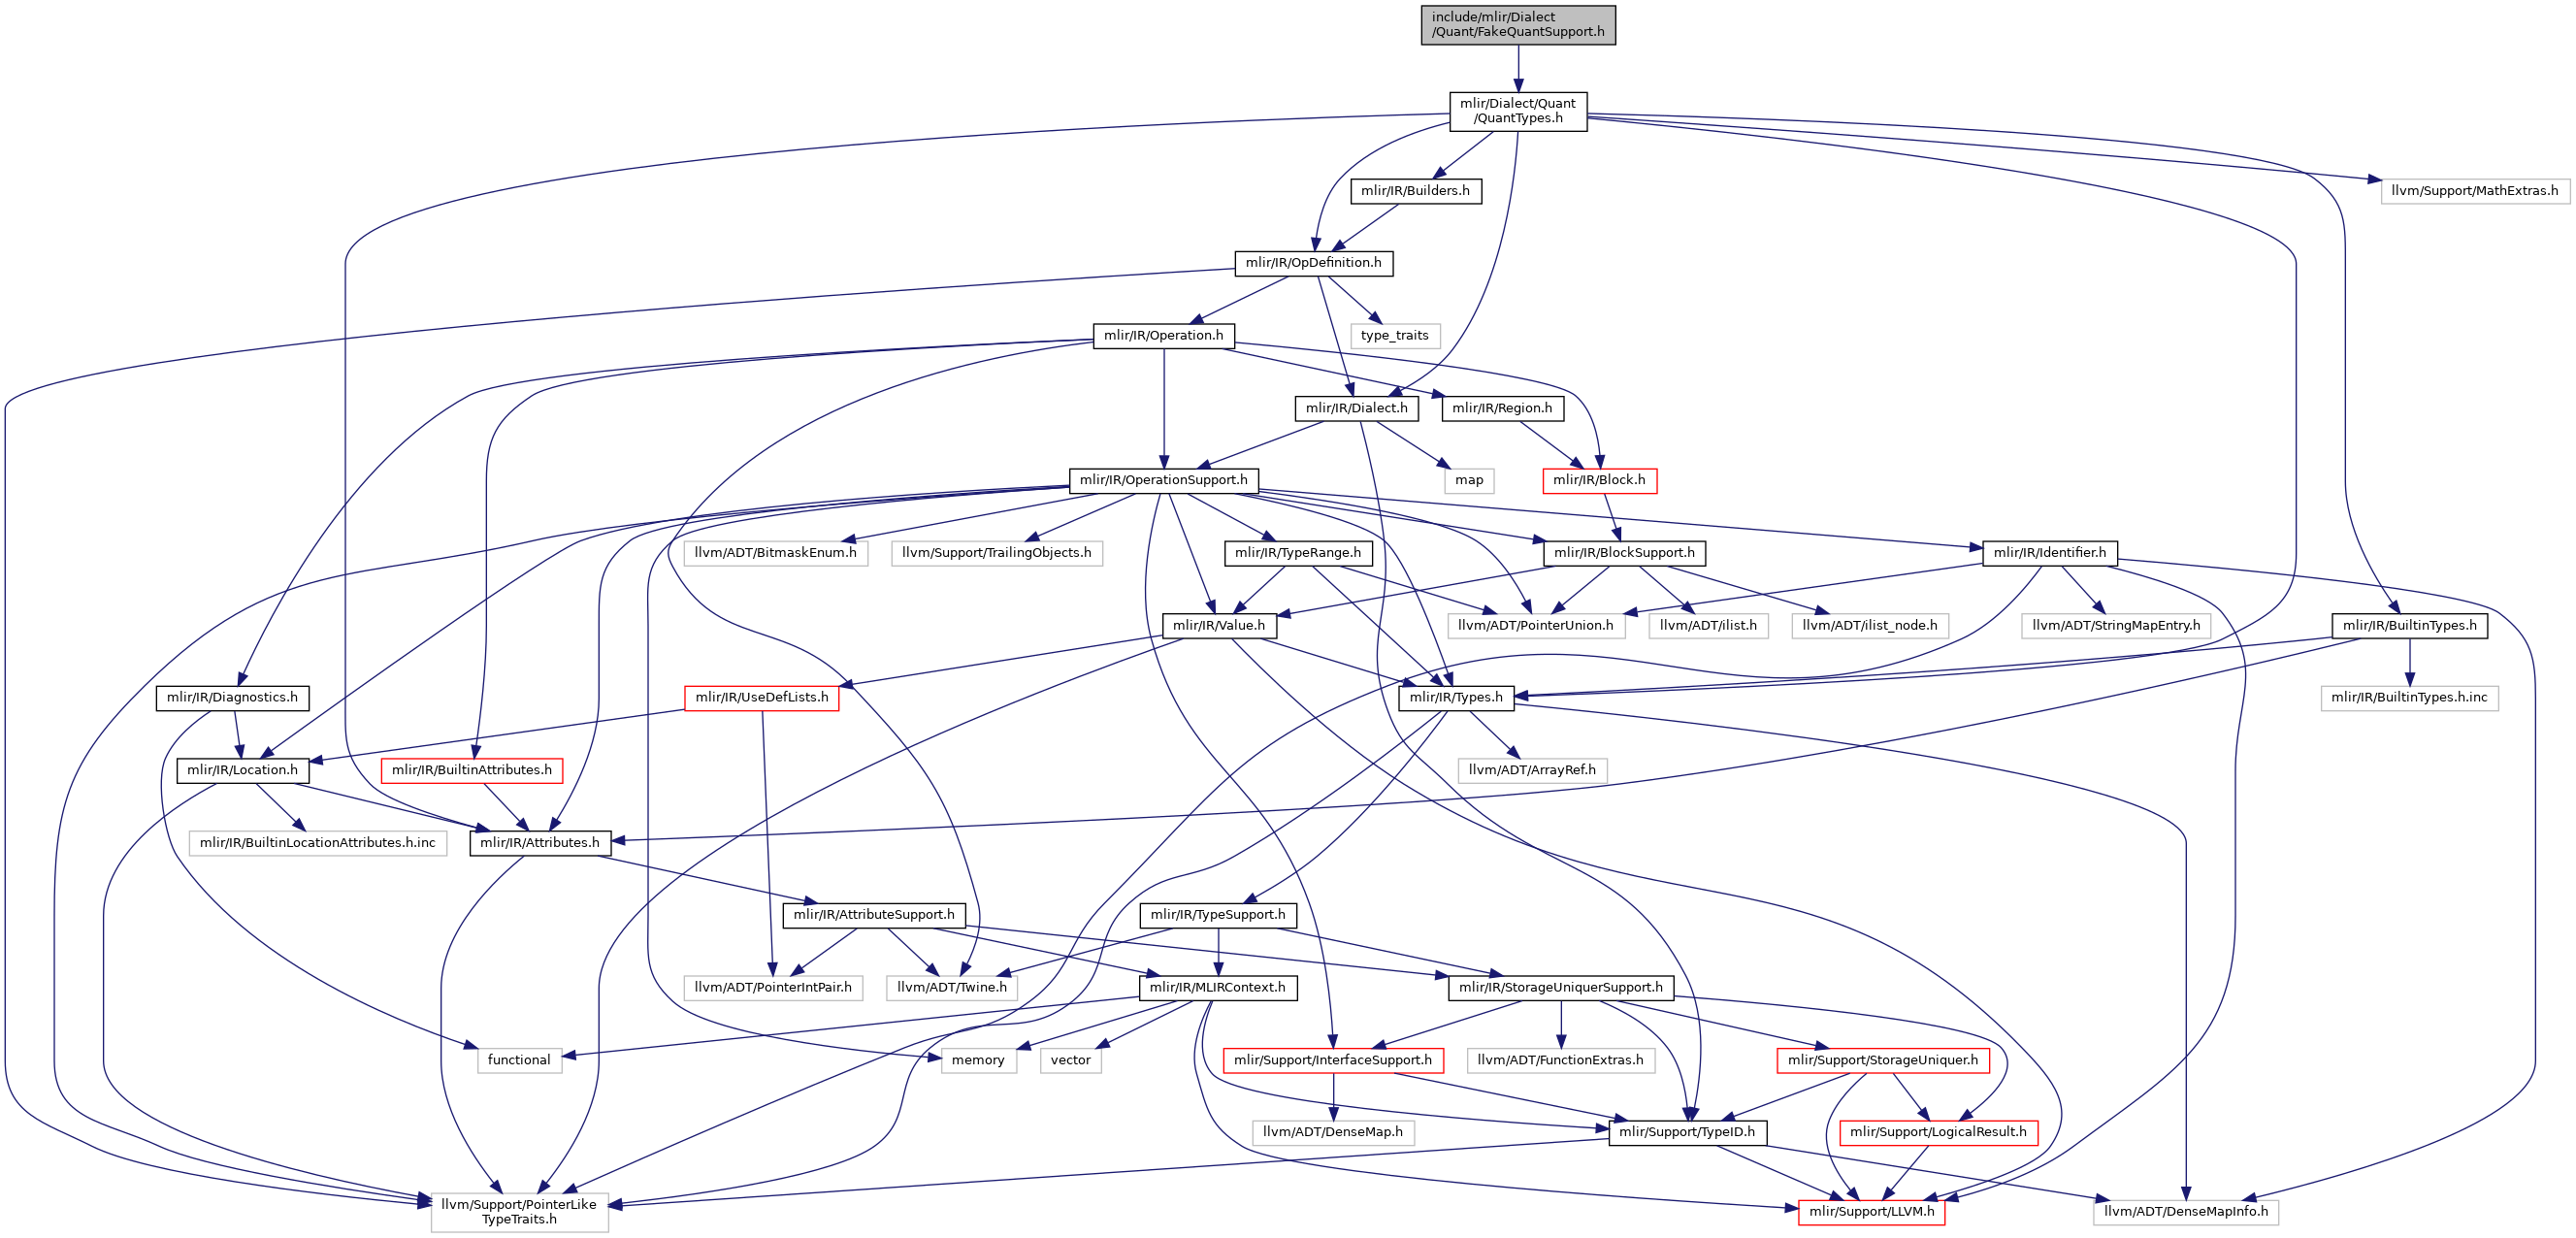 include/mlir/Dialect
/Quant/FakeQuantSupport.h
mlir/Dialect/Quant
/QuantTypes.h
mlir/IR/Builders.h
llvm/Support/MathExtras.h
mlir/IR/OpDefinition.h
mlir/IR/Operation.h
type_traits
mlir/IR/Dialect.h
mlir/IR/Region.h
mlir/IR/OperationSupport.h
map
mlir/IR/Block.h
llvm/ADT/BitmaskEnum.h
llvm/Support/TrailingObjects.h
mlir/IR/TypeRange.h
mlir/IR/BlockSupport.h
mlir/IR/Identifier.h
mlir/IR/Value.h
llvm/ADT/PointerUnion.h
llvm/ADT/ilist.h
llvm/ADT/ilist_node.h
llvm/ADT/StringMapEntry.h
mlir/IR/BuiltinTypes.h
mlir/IR/Diagnostics.h
mlir/IR/UseDefLists.h
mlir/IR/Types.h
mlir/IR/BuiltinTypes.h.inc
mlir/IR/Location.h
mlir/IR/BuiltinAttributes.h
llvm/ADT/ArrayRef.h
mlir/IR/BuiltinLocationAttributes.h.inc
mlir/IR/Attributes.h
mlir/IR/AttributeSupport.h
mlir/IR/TypeSupport.h
llvm/ADT/PointerIntPair.h
llvm/ADT/Twine.h
mlir/IR/MLIRContext.h
mlir/IR/StorageUniquerSupport.h
functional
memory
vector
mlir/Support/InterfaceSupport.h
llvm/ADT/FunctionExtras.h
mlir/Support/StorageUniquer.h
llvm/ADT/DenseMap.h
mlir/Support/TypeID.h
mlir/Support/LogicalResult.h
llvm/Support/PointerLike
TypeTraits.h
mlir/Support/LLVM.h
llvm/ADT/DenseMapInfo.h